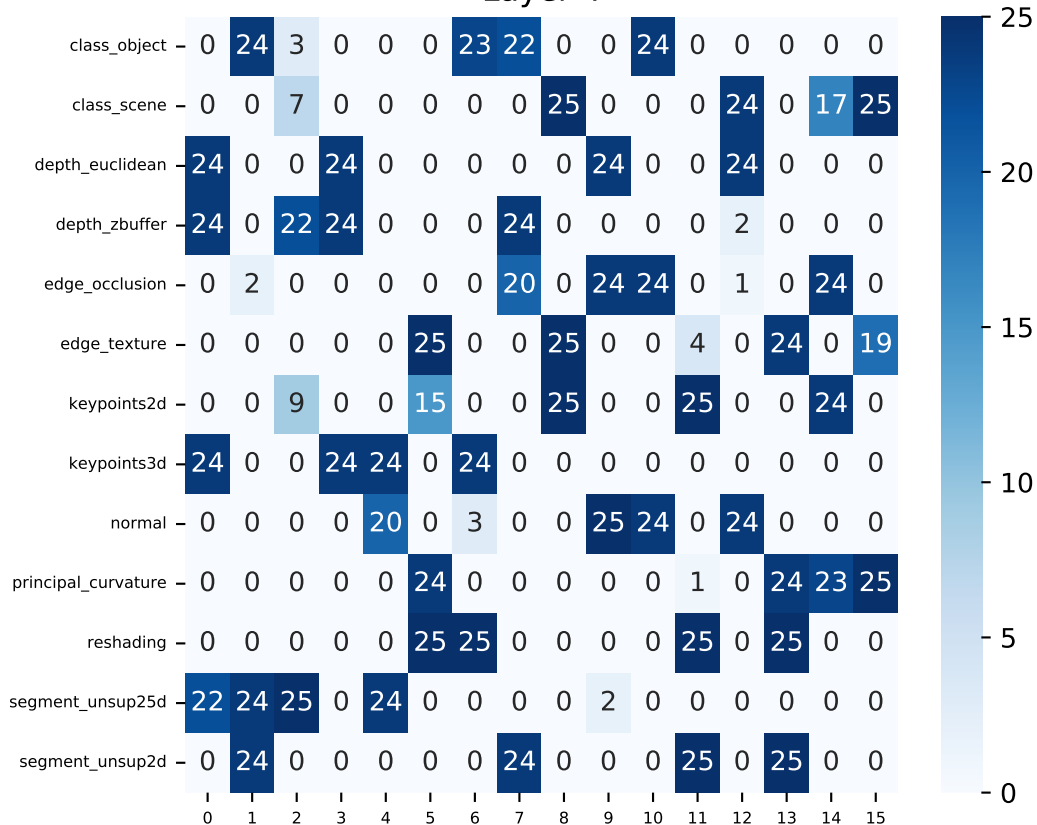 class_object 0 24 3 0 0 0 23 22 0 0 24 0 0 0 0 0
class_scene 0 0 7 0 0 0 0 0 25 0 0 0 24 0 17 25
depth_euclidean 24 0 0 24 0 0 0 0 0 24 0 0 24 0 0 0
depth_zbuffer 24 0 22 24 0 0 0 24 0 0 0 0 2 0 0 0
edge_occlusion 0 2 0 0 0 0 0 20 0 24 24 0 1 0 24 0
edge_texture 0 0 0 0 0 25 0 0 25 0 0 4 0 24 0 19
keypoints2d 0 0 9 0 0 15 0 0 25 0 0 25 0 0 24 0
keypoints3d 24 0 0 24 24 0 24 0 0 0 0 0 0 0 0 0
normal 0 0 0 0 20 0 3 0 0 25 24 0 24 0 0 0
principal_curvature 0 0 0 0 0 24 0 0 0 0 0 1 0 24 23 25
reshading 0 0 0 0 0 25 25 0 0 0 0 25 0 25 0 0
segment_unsup25d 22 24 25 0 24 0 0 0 0 2 0 0 0 0 0 0
segment_unsup2d 0 24 0 0 0 0 0 24 0 0 0 25 0 25 0 0
0 1 2 3 4 5 6 7 8 9 10 11 12 13 14 15
25
20
15
10
5
0